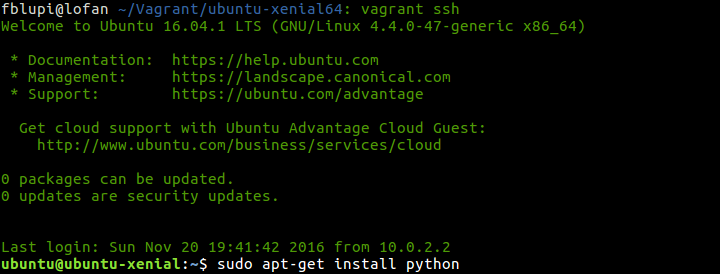 fblupi@lofan ~/Vagrant/ubuntu-xenial64: vagrant ssh
Welcome to Ubuntu 16.04.1 LTS (GNU/Linux 4.4.0-47-generic x86_64)
* Documentation: https://help.ubuntu.com
* Management: https://landscape.canonical.com
* Support: https://ubuntu.com/advantage
Get cloud support with Ubuntu Advantage Cloud Guest:
http://www.ubuntu.com/business/services/cloud
0 packages can be updated.
0 updates are security updates.
Last login: Sun Nov 20 19:41:42 2016 from 10.0.2.2
ubuntu@ubuntu-xenial:~$ sudo apt-get install python